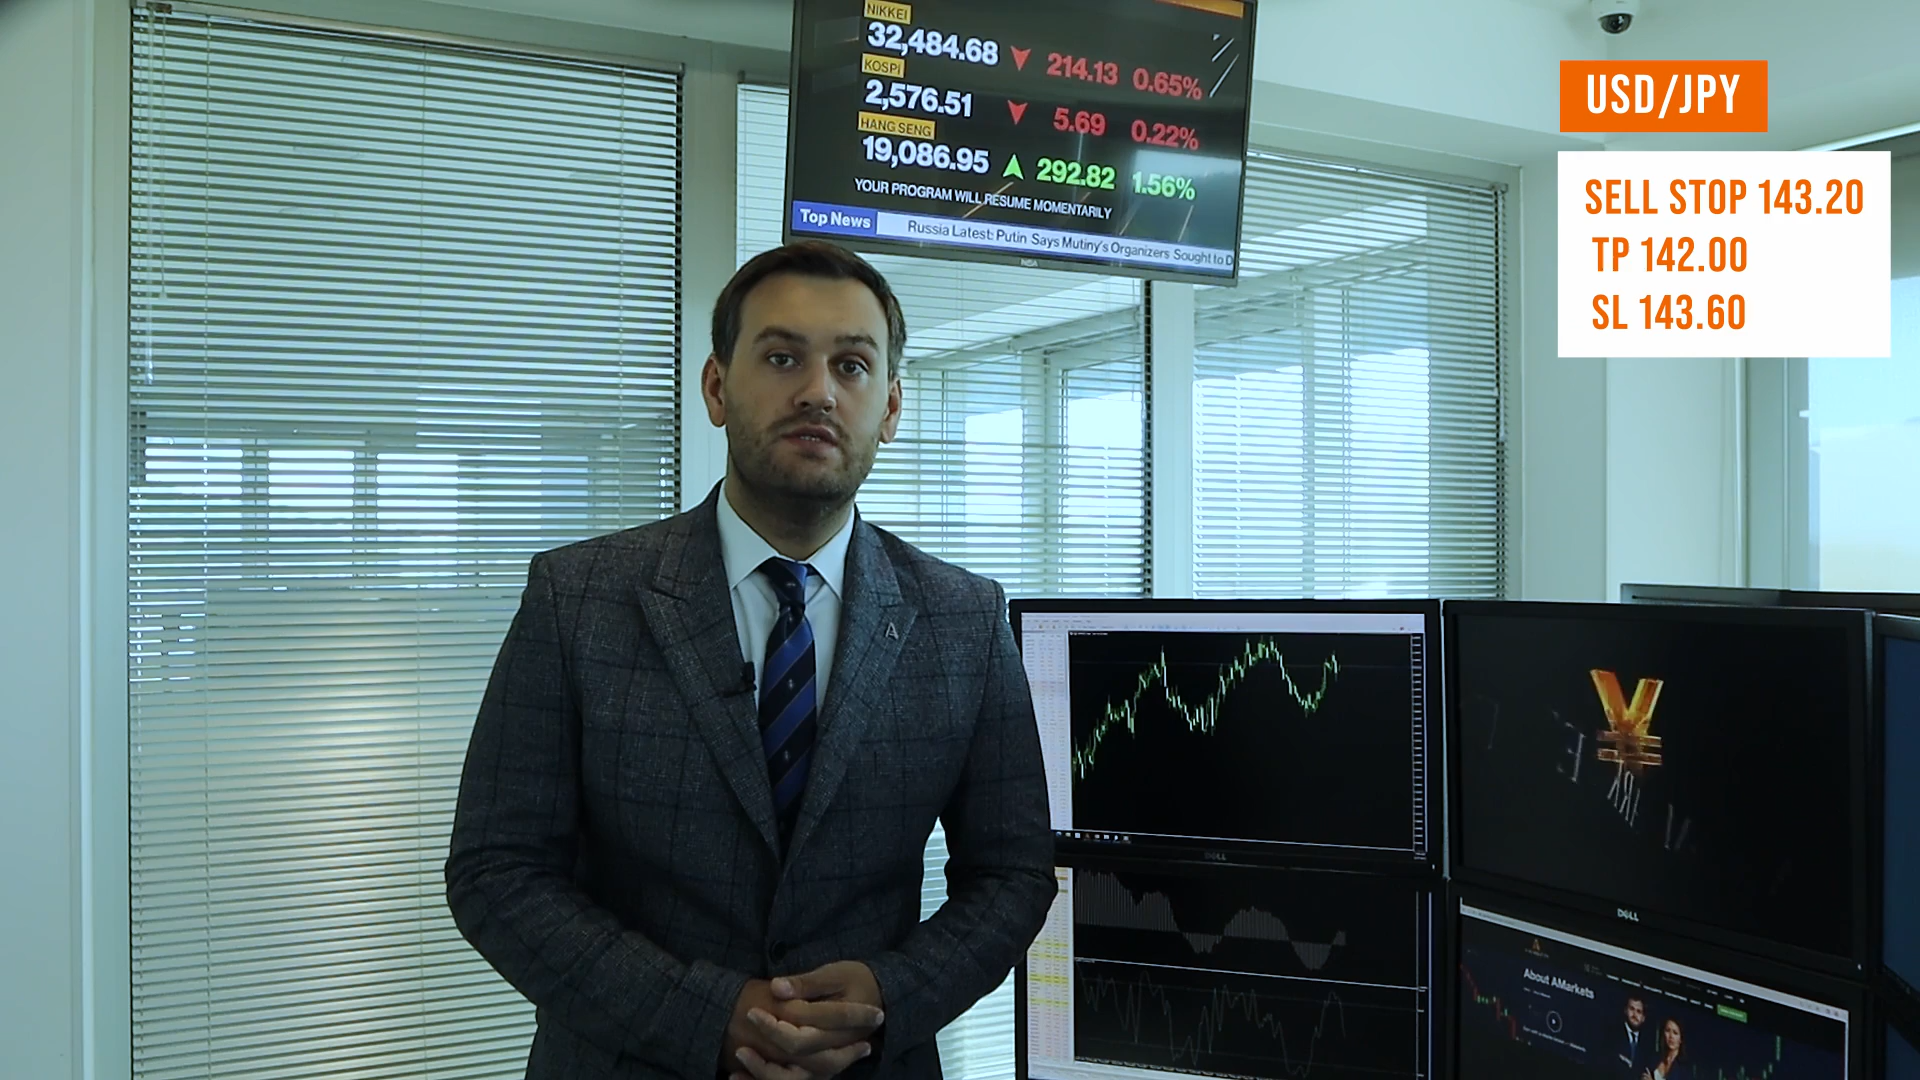 NIKKEI
32,484.68 214.13 0.65%
KOSPI
2,576.51 5.69 0.22%
HANG SENG
19,086.95 292.82 1.56%
YOUR PROGRAM WILL RESUME MOMENTARILY
Top News Russia Latest: Putin Says Mutiny's Organizers Sought to D
USD/JPY
SELL STOP 143.20
TP 142.00
SL 143.60
DELL
DELL
About AMarkets